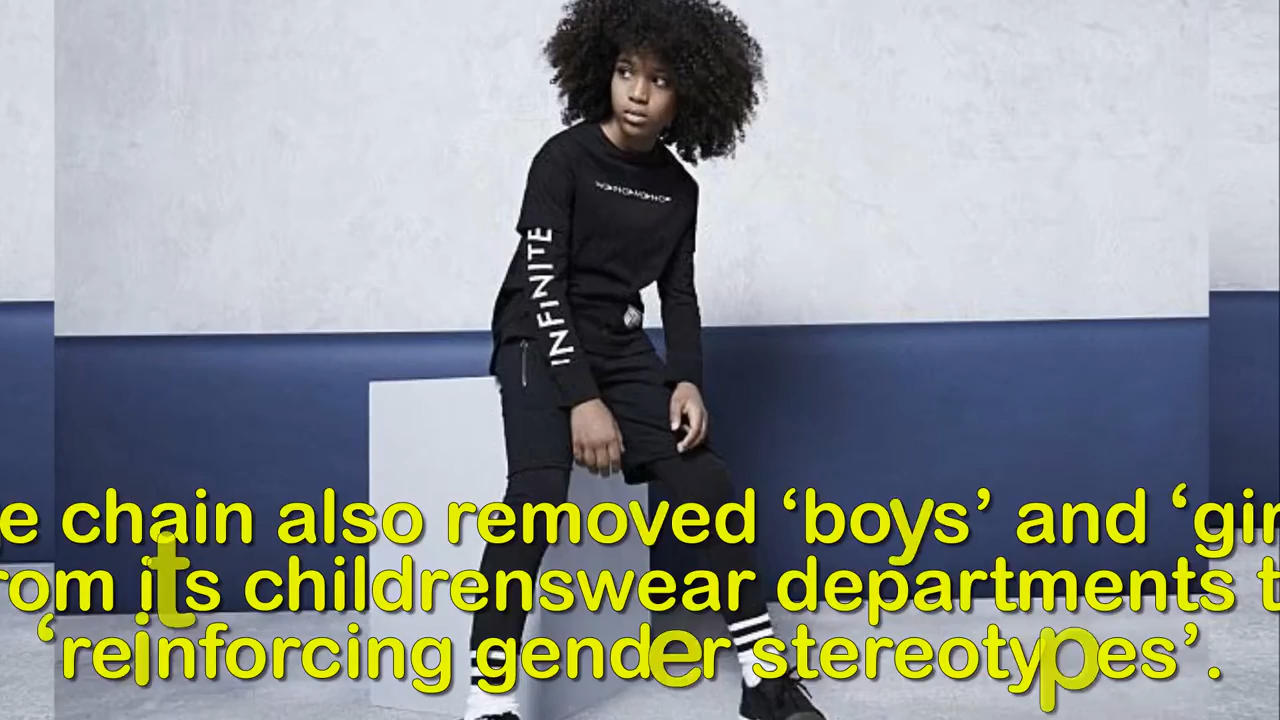 INFINITE
e chain also removed ‘boys’ and ‘gir
rom its childrenswear departments t
‘reinforcing gender stereotypes’.